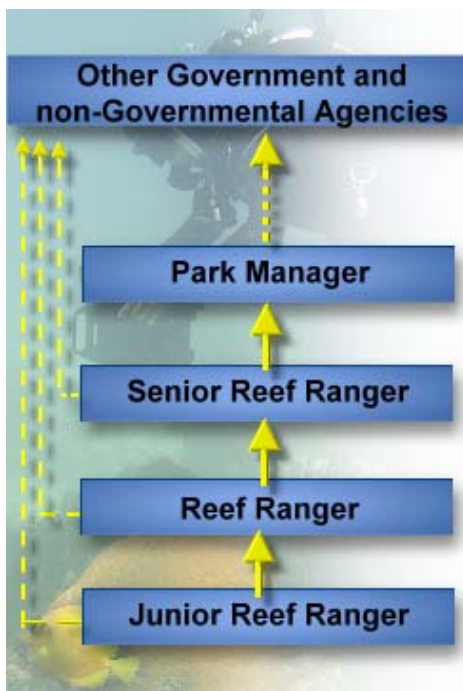 Other Government and
non-Governmental Agencies
Park Manager
Senior Reef Ranger
Reef Ranger
Junior Reef Ranger